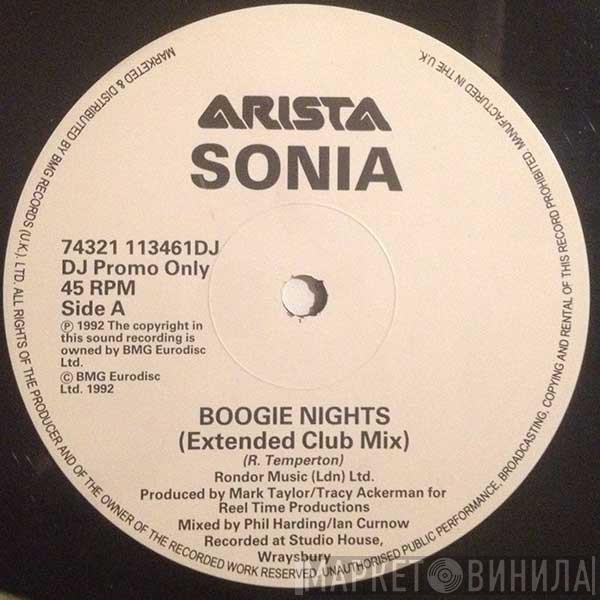 ARISTA
SONIA
74321 113461DJ
DJ Promo Only
45 RPM
Side A
Ⓟ 1992 The copyright in
this sound recording is
owned by BMG Eurodisc
Ltd.
© BMG Eurodisc
Ltd. 1992
BOOGIE NIGHTS
(Extended Club Mix)
(R. Temperton)
Rondor Music (Ldn) Ltd.
Produced by Mark Taylor/Tracy Ackerman for
Reel Time Productions
Mixed by Phil Harding/Ian Curnow
Recorded at Studio House,
Wraysbury
MARKETED & DISTRIBUTED BY BMG RECORDS (U.K.), LTD. ALL RIGHTS OF THE PRODUCER AND OF THE OWNER OF THE RECORDED WORK RESERVED. UNAUTHORISED PUBLIC PERFORMANCE, BROADCASTING, COPYING AND RENTAL OF THIS RECORD PROHIBITED. MANUFACTURED IN THE U.K.
МАРКЕТ ВИНИЛА